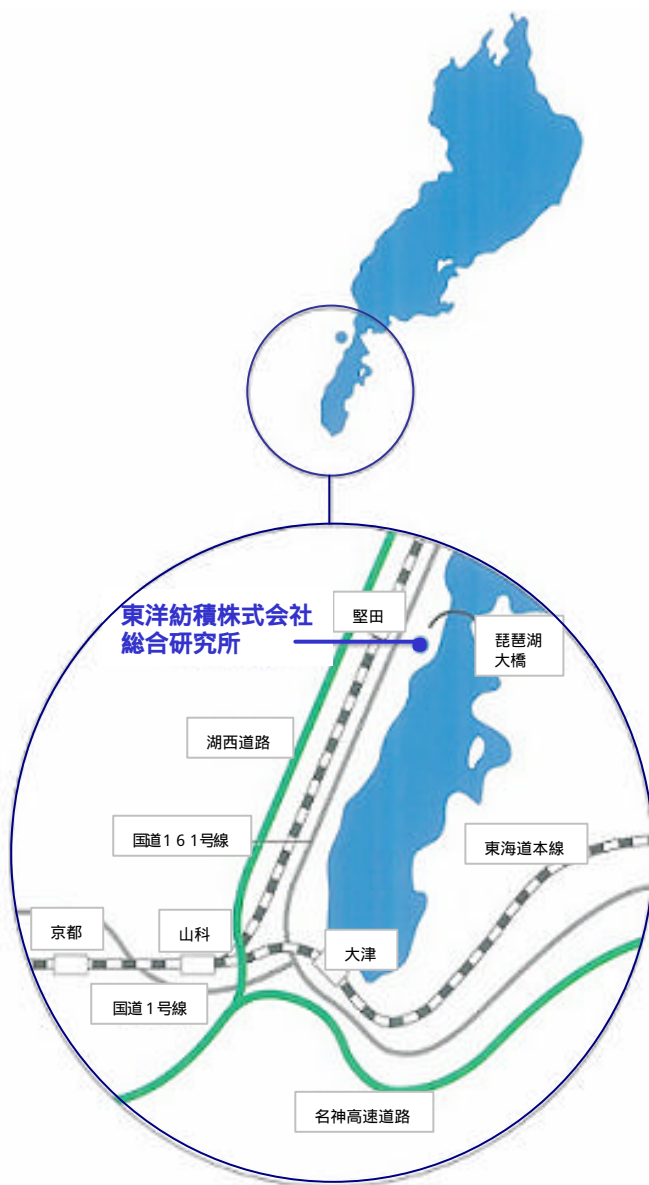 東洋紡積株式会社
総合研究所
堅田
琵琶湖
大橋
湖西道路
国道１６１号線
東海道本線
京都
山科
大津
国道１号線
名神高速道路